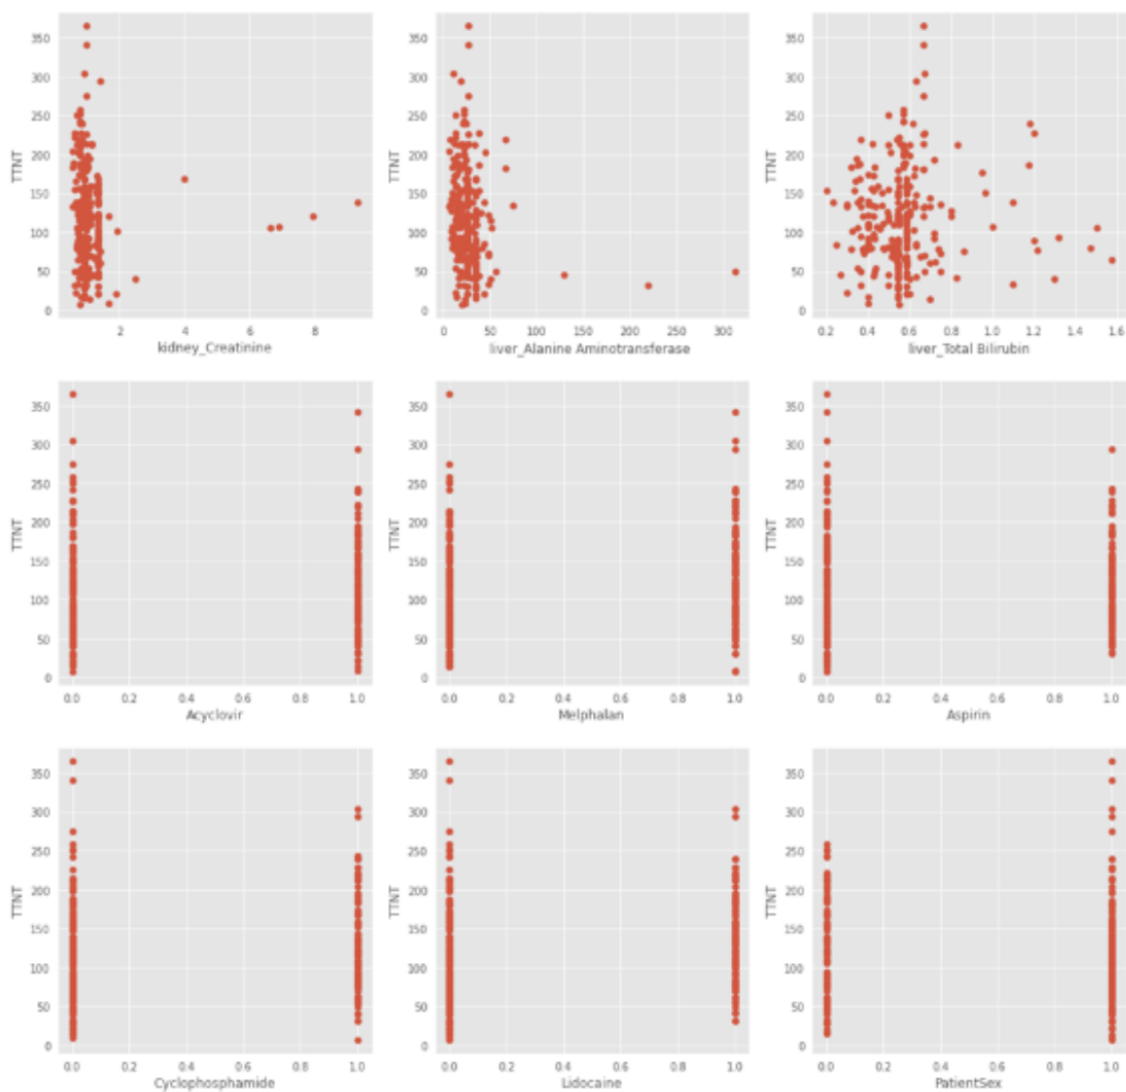 350
300
250
200
150
100
50
0
TTNT
2 4 6 8
kidney_Creatinine
350
300
250
200
150
100
50
0
TTNT
0 50 100 150 200 250 300
liver_Alanine Aminotransferase
350
300
250
200
150
100
50
0
TTNT
0.2 0.4 0.6 0.8 1.0 1.2 1.4 1.6
liver_Total Bilirubin
350
300
250
200
150
100
50
0
TTNT
0.0 0.2 0.4 0.6 0.8 1.0
Acyclovir
350
300
250
200
150
100
50
0
TTNT
0.0 0.2 0.4 0.6 0.8 1.0
Melphalan
350
300
250
200
150
100
50
0
TTNT
0.0 0.2 0.4 0.6 0.8 1.0
Aspirin
350
300
250
200
150
100
50
0
TTNT
0.0 0.2 0.4 0.6 0.8 1.0
Cyclophosphamide
350
300
250
200
150
100
50
0
TTNT
0.0 0.2 0.4 0.6 0.8 1.0
Lidocaine
350
300
250
200
150
100
50
0
TTNT
0.0 0.2 0.4 0.6 0.8 1.0
PatientSex